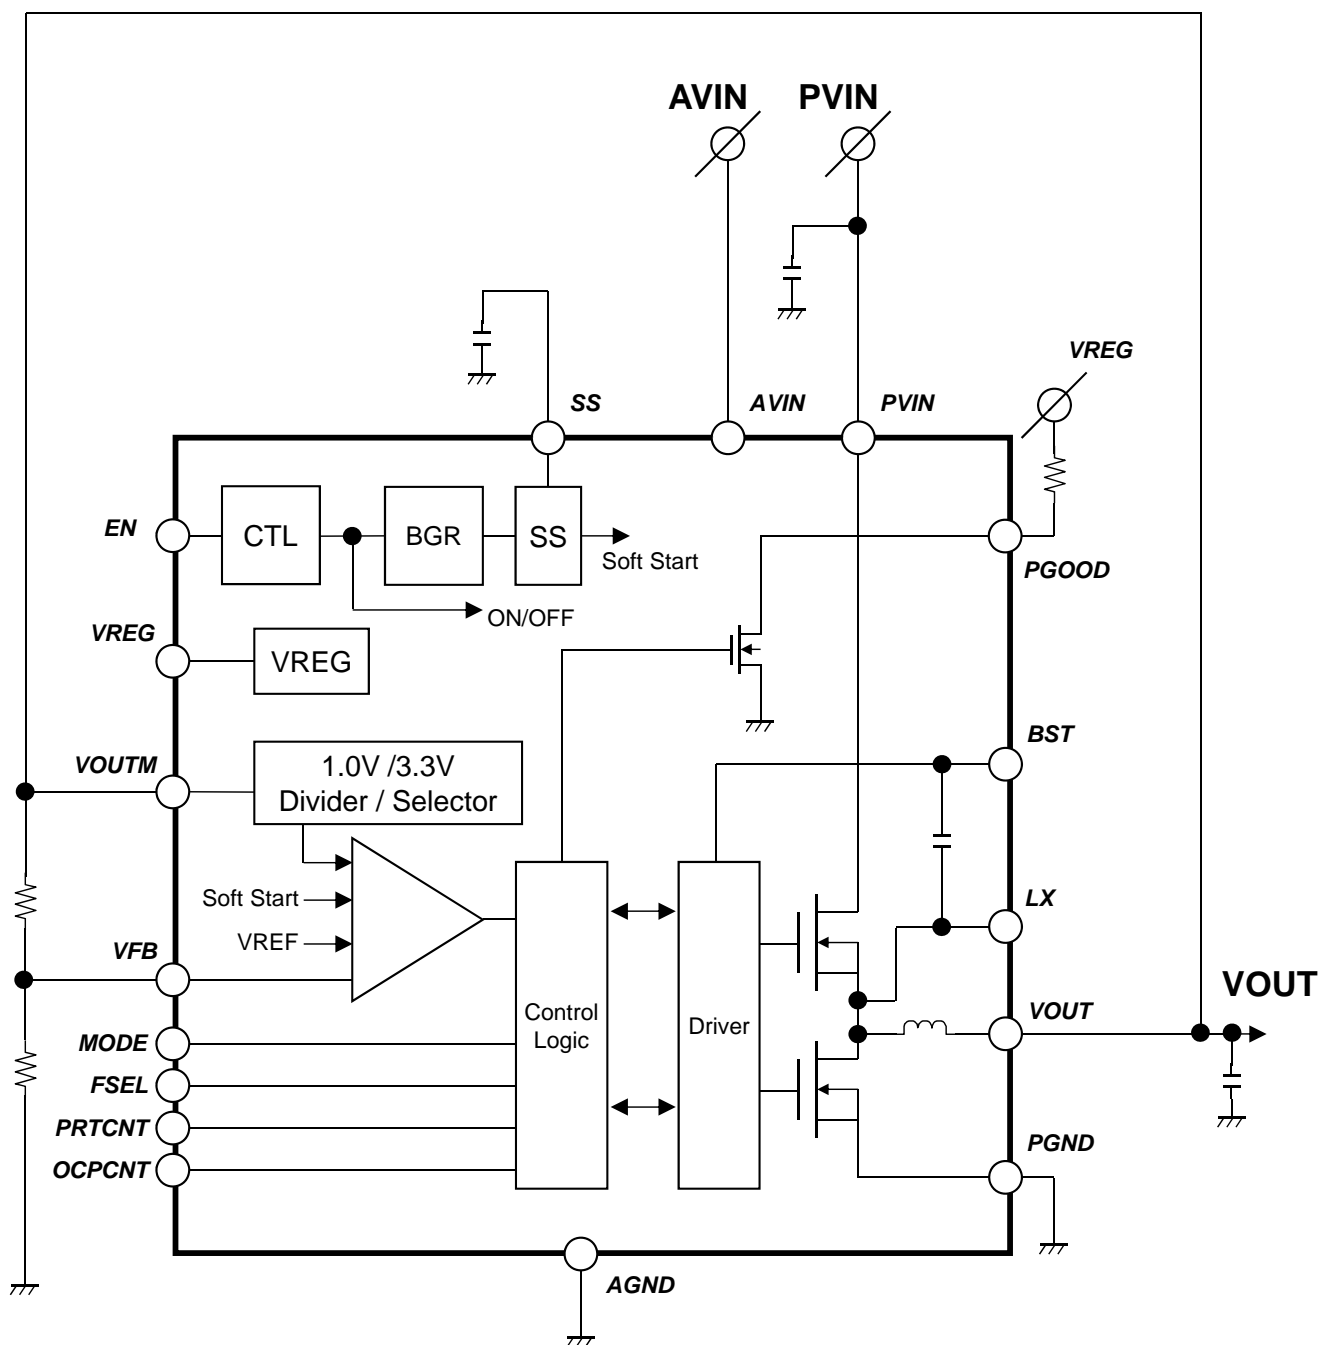 AVIN PVIN
VREG
SS AVIN PVIN
EN CTL BGR SS
Soft Start
PGOOD
ON/OFF
VREG VREG
BST
VOUTM 1.0V /3.3V
Divider / Selector
Soft Start
LX
VREF
VFB
VOUT
VOUT
Control
Logic
Driver
MODE
FSEL
PRTCNT
PGND
OCPCNT
AGND